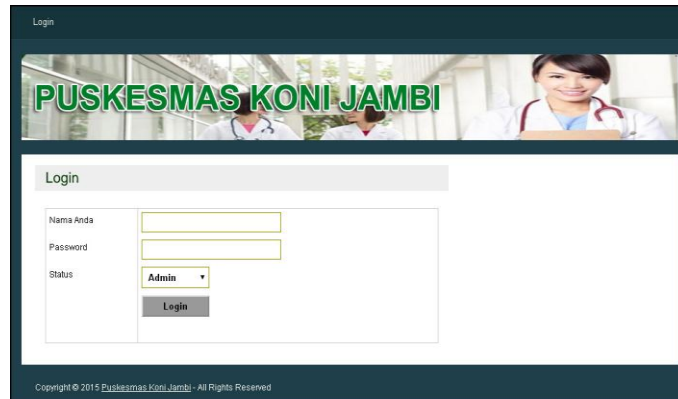 Login
PUSKESMAS KONI JAMBI
Login
Nama Anda
Password
Status
Admin
Login
Copyright © 2015 Puskesmas Koni Jambi - All Rights Reserved